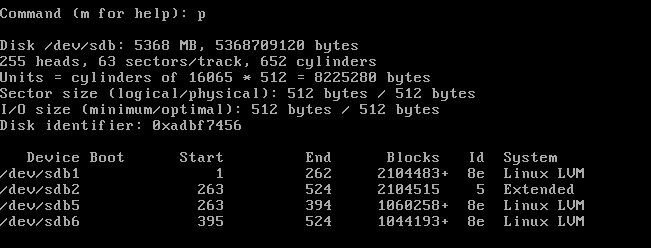 Command (m for help): p
Disk /dev/sdb: 5368 MB, 5368709120 bytes
255 heads, 63 sectors/track, 652 cylinders
Units = cylinders of 16065 * 512 = 8225280 bytes
Sector size (logical/physical): 512 bytes / 512 bytes
I/O size (minimum/optimal): 512 bytes / 512 bytes
Disk identifier: 0xadbf7456
Device Boot Start End Blocks Id System
/dev/sdb1 1 262 2104483+ 8e Linux LVM
/dev/sdb2 263 524 2104515 5 Extended
/dev/sdb5 263 394 1060258+ 8e Linux LVM
/dev/sdb6 395 524 1044193+ 8e Linux LVM